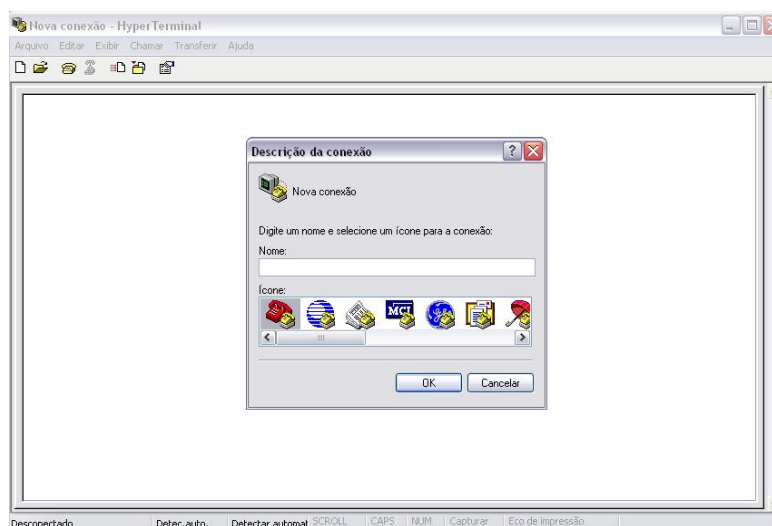 Nova conexão - HyperTerminal
Arquivo Editar Exibir Chamar Transferir Ajuda
Descrição da conexão
Nova conexão
Digite um nome e selecione um ícone para a conexão:
Nome:
Ícone:
MCI
OK Cancelar
Desconectado Detec.auto. Detectar automat SCROLL CAPS NUM Capturar Eco de impressão